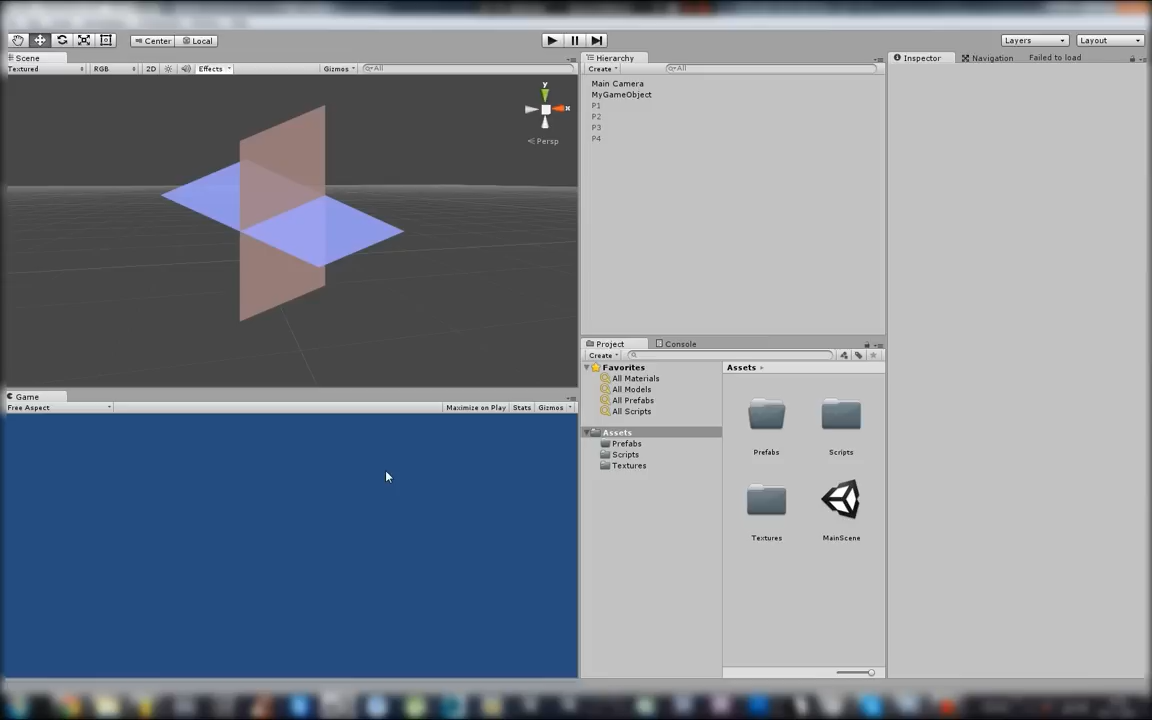 Center Local
Layers Layout
Scene
Textured RGB 2D Effects Gizmos All
y
x
Persp
Game
Free Aspect Maximize on Play Stats Gizmos
Hierarchy
Create All
Main Camera
MyGameObject
P1
P2
P3
P4
Project Console
Create
Favorites
All Materials
All Models
All Prefabs
All Scripts
Assets
Prefabs
Scripts
Textures
Assets
Prefabs Scripts
Textures MainScene
Inspector Navigation Failed to load